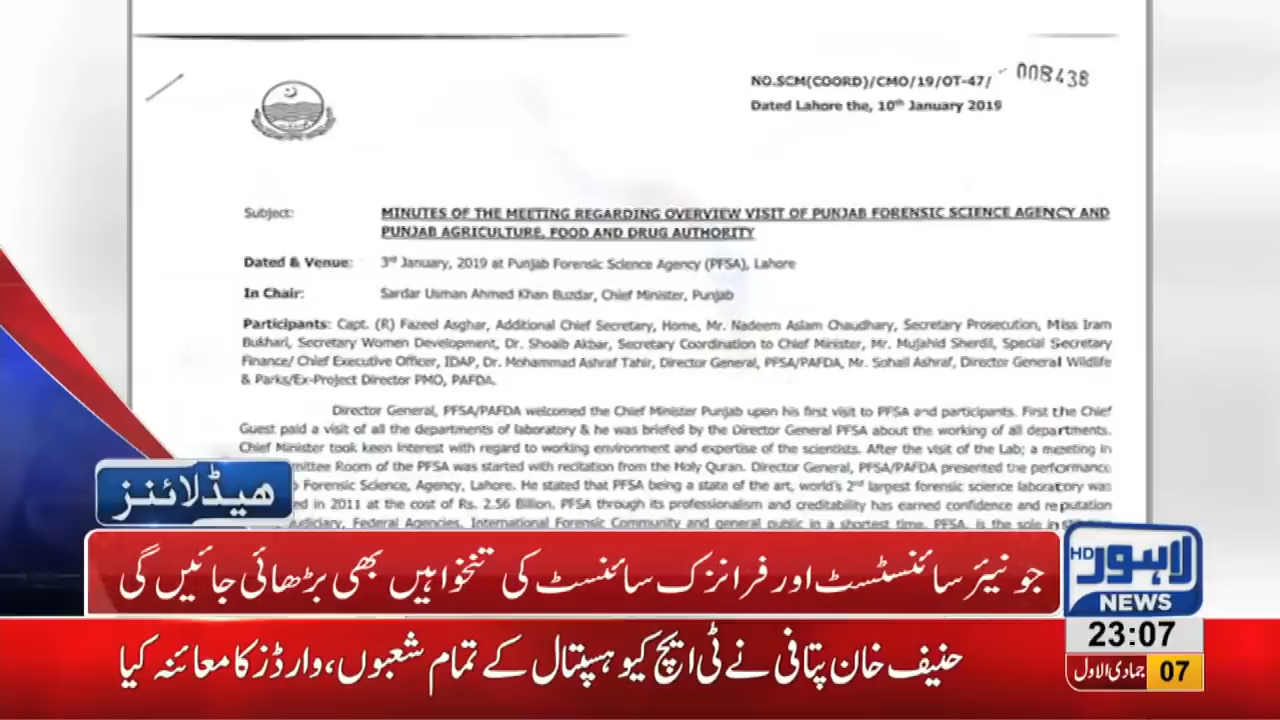 NO.SCM(COORD)/CMO/19/OT-47/ 008438
Dated Lahore the, 10th January 2019
Subject: MINUTES OF THE MEETING REGARDING OVERVIEW VISIT OF PUNJAB FORENSIC SCIENCE AGENCY AND
PUNJAB AGRICULTURE, FOOD AND DRUG AUTHORITY
Dated & Venue: 3rd January, 2019 at Punjab Forensic Science Agency (PFSA), Lahore
In Chair: Sardar Usman Ahmed Khan Buzdar, Chief Minister, Punjab
Participants: Capt. (R) Fazeel Asghar, Additional Chief Secretary, Home, Mr. Nadeem Aslam Chaudhary, Secretary Prosecution, Miss Iram
Bukhari, Secretary Women Development, Dr. Shoaib Akbar, Secretary Coordination to Chief Minister, Mr. Mujahid Sherdil, Special Secretary
Finance/ Chief Executive Officer, IDAP, Dr. Mohammad Ashraf Tahir, Director General, PFSA/PAFDA, Mr. Sohail Ashraf, Director General Wildlife
& Parks/Ex-Project Director PMO, PAFDA.
Director General, PFSA/PAFDA welcomed the Chief Minister Punjab upon his first visit to PFSA and participants. First the Chief
Guest paid a visit of all the departments of laboratory & he was briefed by the Director General PFSA about the working of all departments.
Chief Minister took keen interest with regard to working environment and expertise of the scientists. After the visit of the Lab; a meeting in
mittee Room of the PFSA was started with recitation from the Holy Quran. Director General, PFSA/PAFDA presented the performance
Forensic Science, Agency, Lahore. He stated that PFSA being a state of the art, world's 2nd largest forensic science laboratory was
ed in 2011 at the cost of Rs. 2.56 Billion. PFSA through its professionalism and creditability has earned confidence and reputation
udiciary, Federal Agencies, International Forensic Community and general public in a shortest time. PFSA, is the sole
ہیڈلائنز
جونیئر سائنسٹسٹ اور فرانزک سائنسٹ کی تنخواہیں بھی بڑھائی جائیں گی
حنیف خان پتافی نے ٹی ایچ کیو ہسپتال کے تمام شعبوں، وارڈز کا معائنہ کیا
لاہور HD
NEWS
23:07
07 جمادی الاول